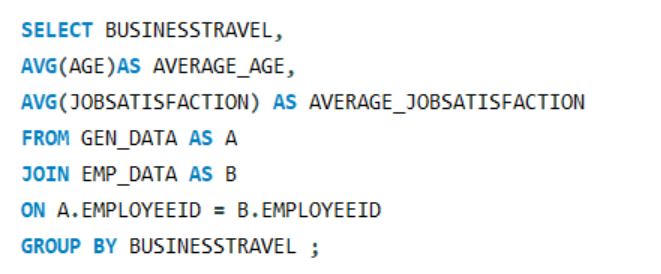 SELECT BUSINESSTRAVEL,
AVG(AGE)AS AVERAGE_AGE,
AVG(JOBSATISFACTION) AS AVERAGE_JOBSATISFACTION
FROM GEN_DATA AS A
JOIN EMP_DATA AS B
ON A.EMPLOYEEID = B.EMPLOYEEID
GROUP BY BUSINESSTRAVEL ;